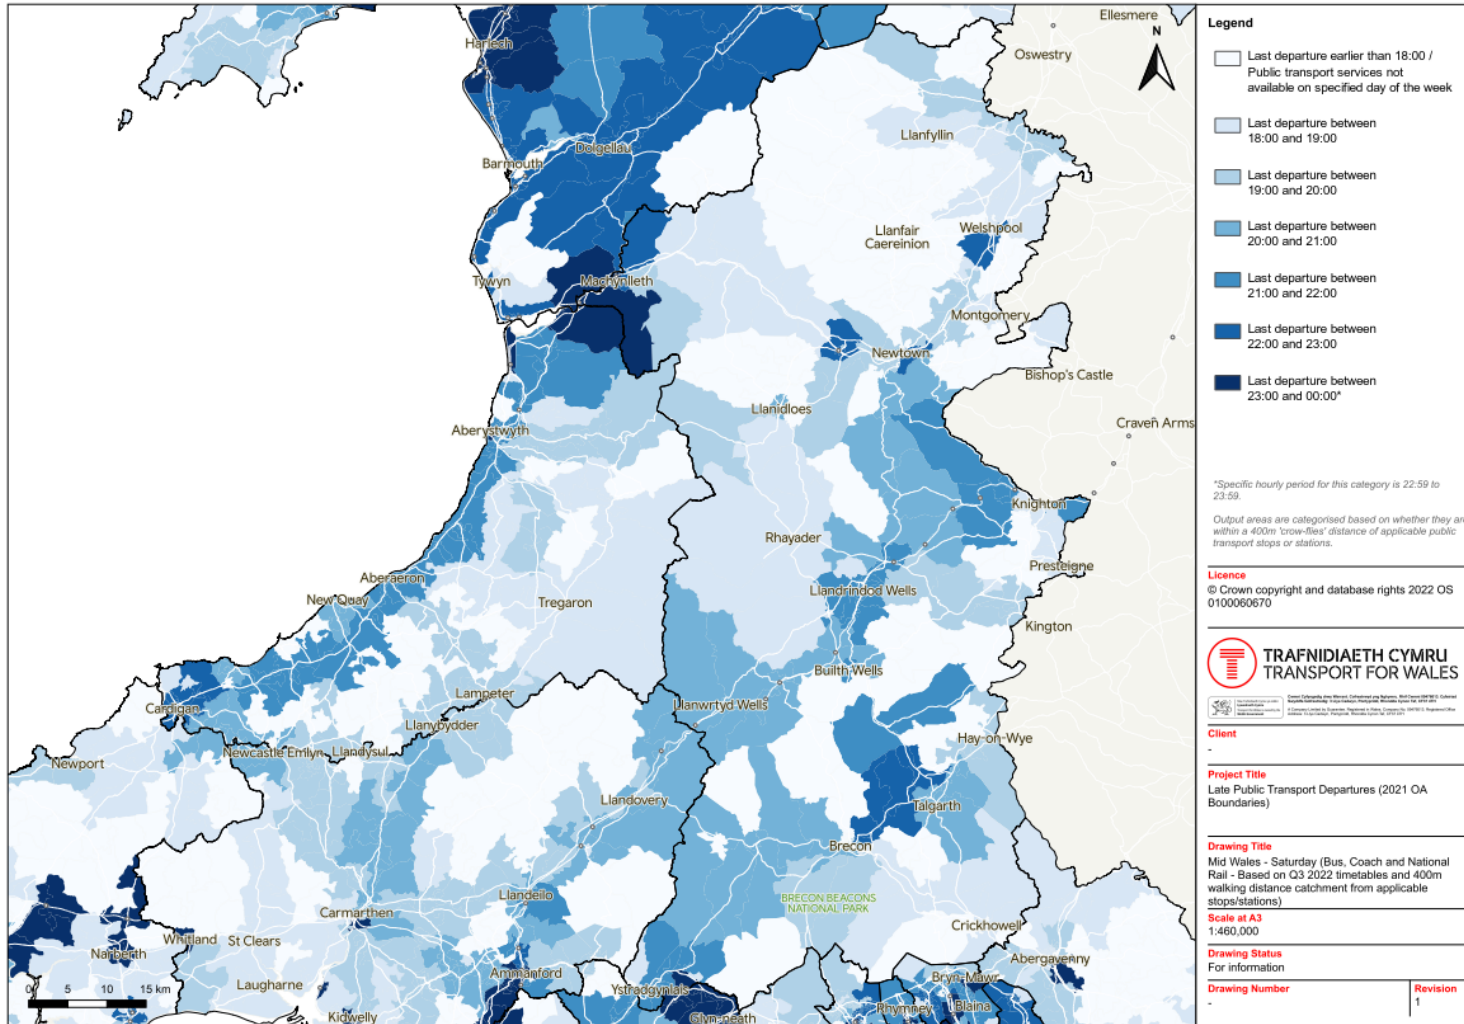 Ellesmere
Harlech
N
Oswestry
Llanfyllin
Dolgellau
Barmouth
Llanfair
Caereinion
Welshpool
Tywyn
Machynlleth
Montgomery
Newtown
Bishop's Castle
Llanidloes
Craven Arms
Aberystwyth
Knighton
Rhayader
Presteigne
Aberaeron
New Quay
Llandrindod Wells
Tregaron
Kington
Builth Wells
Lampeter
Cardigan
Llanwrtyd Wells
Llanybydder
Hay-on-Wye
Newcastle Emlyn
Llandysul
Newport
Llandovery
Talgarth
Brecon
Llandeilo
BRECON BEACONS
NATIONAL PARK
Carmarthen
Crickhowell
Whitland
St Clears
Narberth
Abergavenny
Ammanford
Bryn-Mawr
Laugharne
Ystradgynlais
Rhymney
Blaina
Kidwelly
Glyn-neath
0 5 10 15 km
Legend
Last departure earlier than 18:00 /
Public transport services not
available on specified day of the week
Last departure between
18:00 and 19:00
Last departure between
19:00 and 20:00
Last departure between
20:00 and 21:00
Last departure between
21:00 and 22:00
Last departure between
22:00 and 23:00
Last departure between
23:00 and 00:00*
*Specific hourly period for this category is 22:59 to
23:59.
Output areas are categorised based on whether they are
within a 400m 'crow-flies' distance of applicable public
transport stops or stations.
Licence
© Crown copyright and database rights 2022 OS
0100060670
TRAFNIDIAETH CYMRU
TRANSPORT FOR WALES
Client
-
Project Title
Late Public Transport Departures (2021 OA
Boundaries)
Drawing Title
Mid Wales - Saturday (Bus, Coach and National
Rail - Based on Q3 2022 timetables and 400m
walking distance catchment from applicable
stops/stations)
Scale at A3
1:460,000
Drawing Status
For information
Drawing Number
-
Revision
1